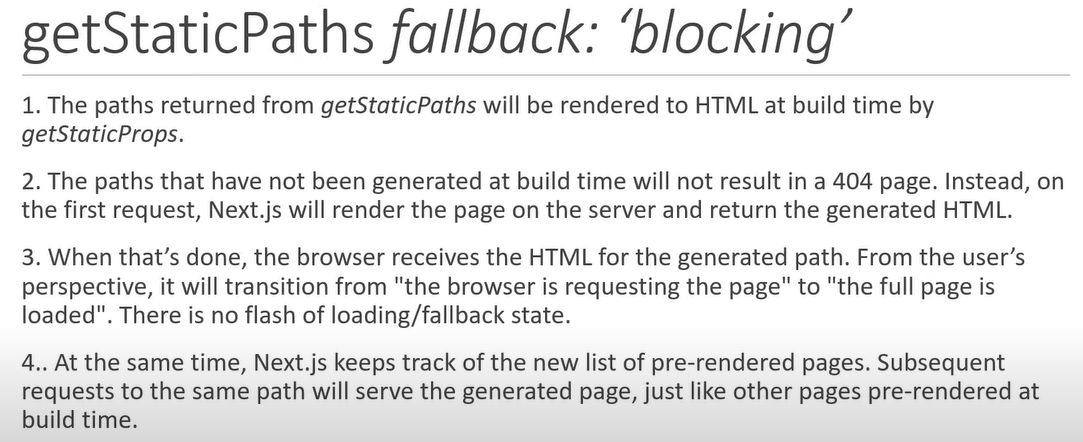 getStaticPaths fallback: ‘blocking’
1. The paths returned from getStaticPaths will be rendered to HTML at build time by
getStaticProps.
2. The paths that have not been generated at build time will not result in a 404 page. Instead, on
the first request, Next.js will render the page on the server and return the generated HTML.
3. When that’s done, the browser receives the HTML for the generated path. From the user’s
perspective, it will transition from "the browser is requesting the page" to "the full page is
loaded". There is no flash of loading/fallback state.
4.. At the same time, Next.js keeps track of the new list of pre-rendered pages. Subsequent
requests to the same path will serve the generated page, just like other pages pre-rendered at
build time.